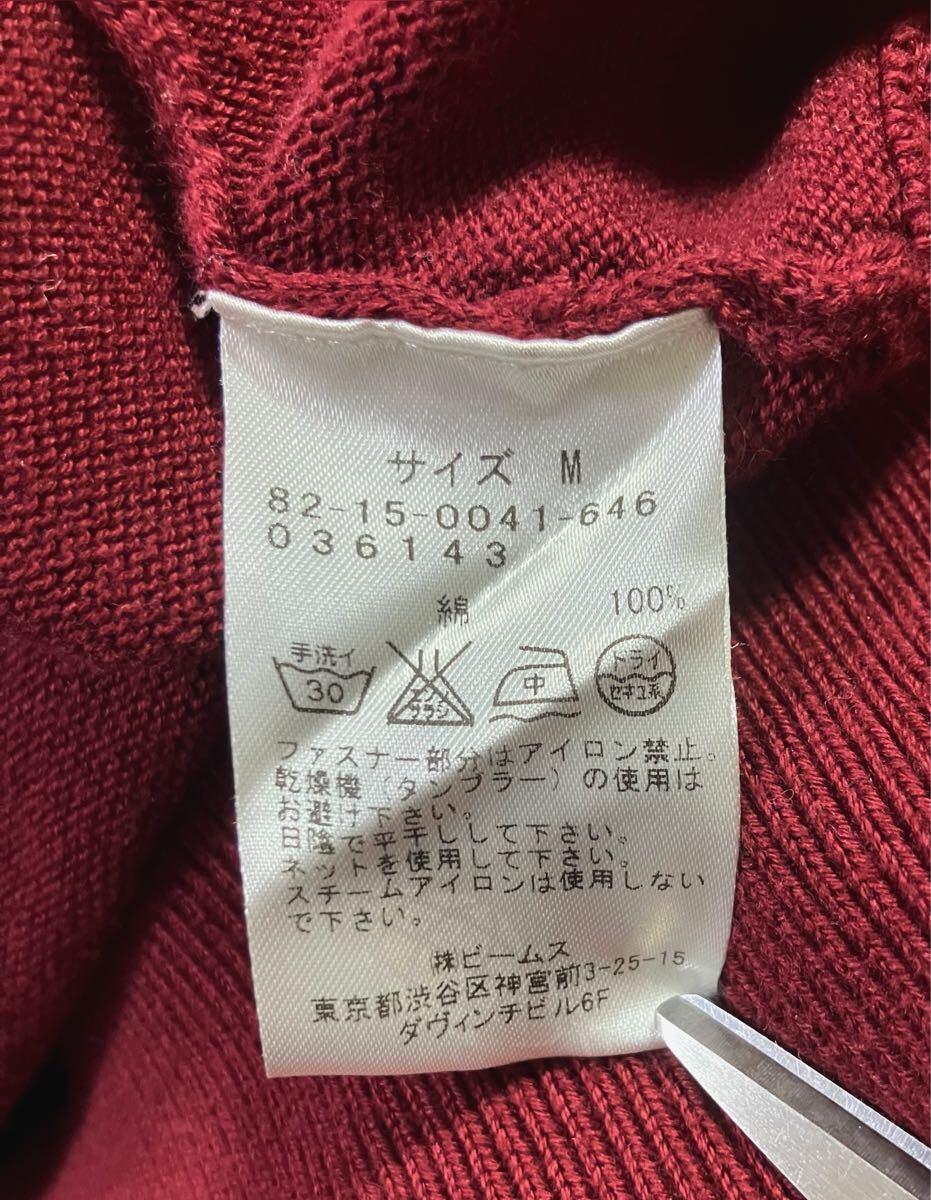 サイズ M
82-15-0041-646
036143
綿 100%
手洗イ
30
エンソ
サラシ
中
ドライ
セキユ系
ファスナー部分はアイロン禁止。
乾燥機（タンブラー）の使用は
お避け下さい。
日陰で平干しして下さい。
ネットを使用して下さい。
スチームアイロンは使用しない
で下さい。
㈱ビームス
東京都渋谷区神宮前3-25-15
ダヴィンチビル6F